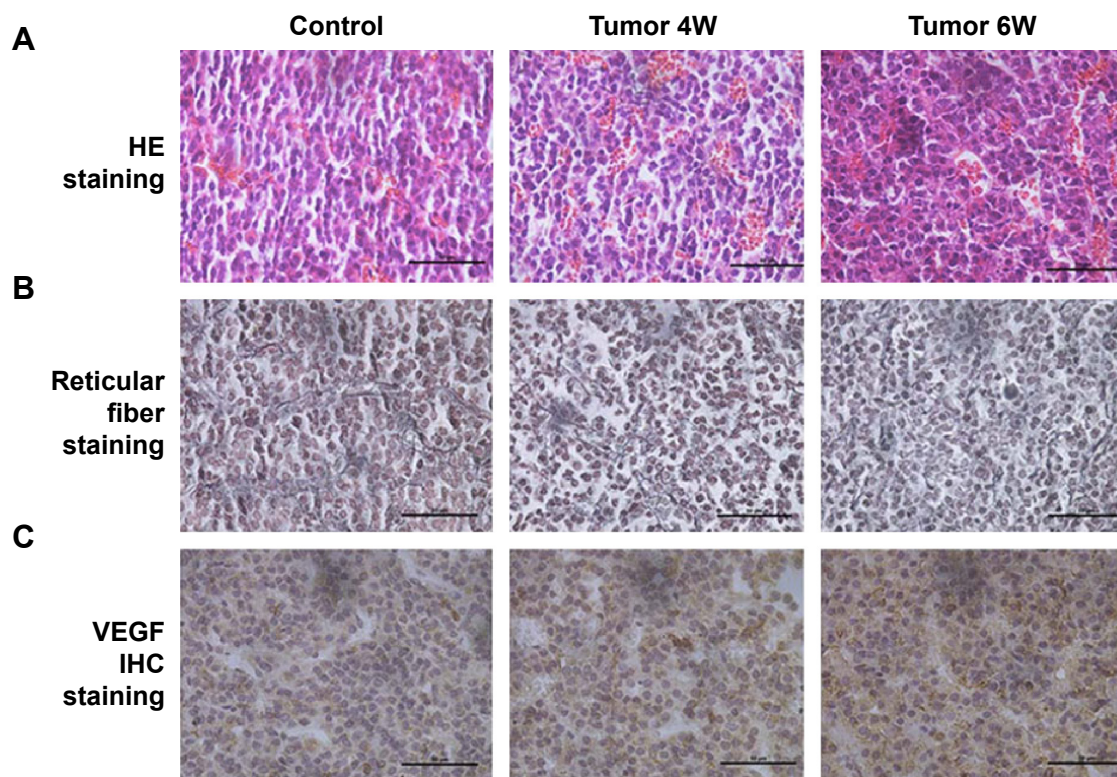 Control Tumor 4W Tumor 6W
A
HE
staining
B
Reticular
fiber
staining
C
VEGF
IHC
staining